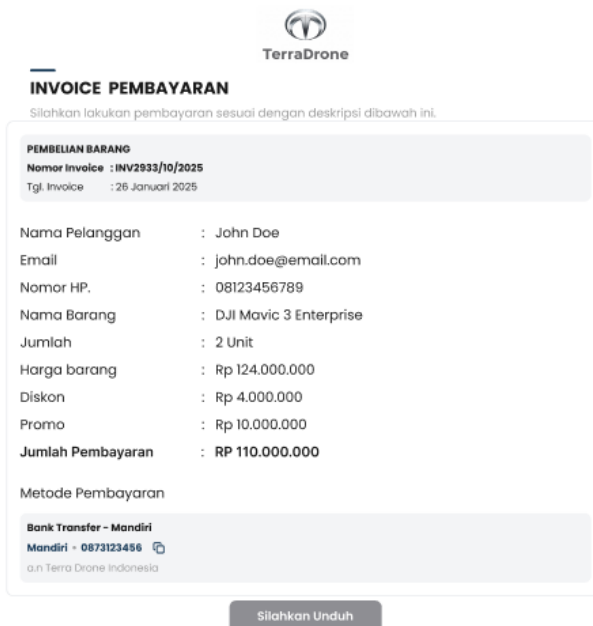 TerraDrone
INVOICE PEMBAYARAN
Silahkan lakukan pembayaran sesuai dengan deskripsi dibawah ini.
PEMBELIAN BARANG
Nomor Invoice : INV2933/10/2025
Tgl. Invoice : 26 Januari 2025
Nama Pelanggan : John Doe
Email : john.doe@email.com
Nomor HP. : 08123456789
Nama Barang : DJI Mavic 3 Enterprise
Jumlah : 2 Unit
Harga barang : Rp 124.000.000
Diskon : Rp 4.000.000
Promo : Rp 10.000.000
Jumlah Pembayaran : RP 110.000.000
Metode Pembayaran
Bank Transfer - Mandiri
Mandiri - 0873123456
a.n Terra Drone Indonesia
Silahkan Unduh